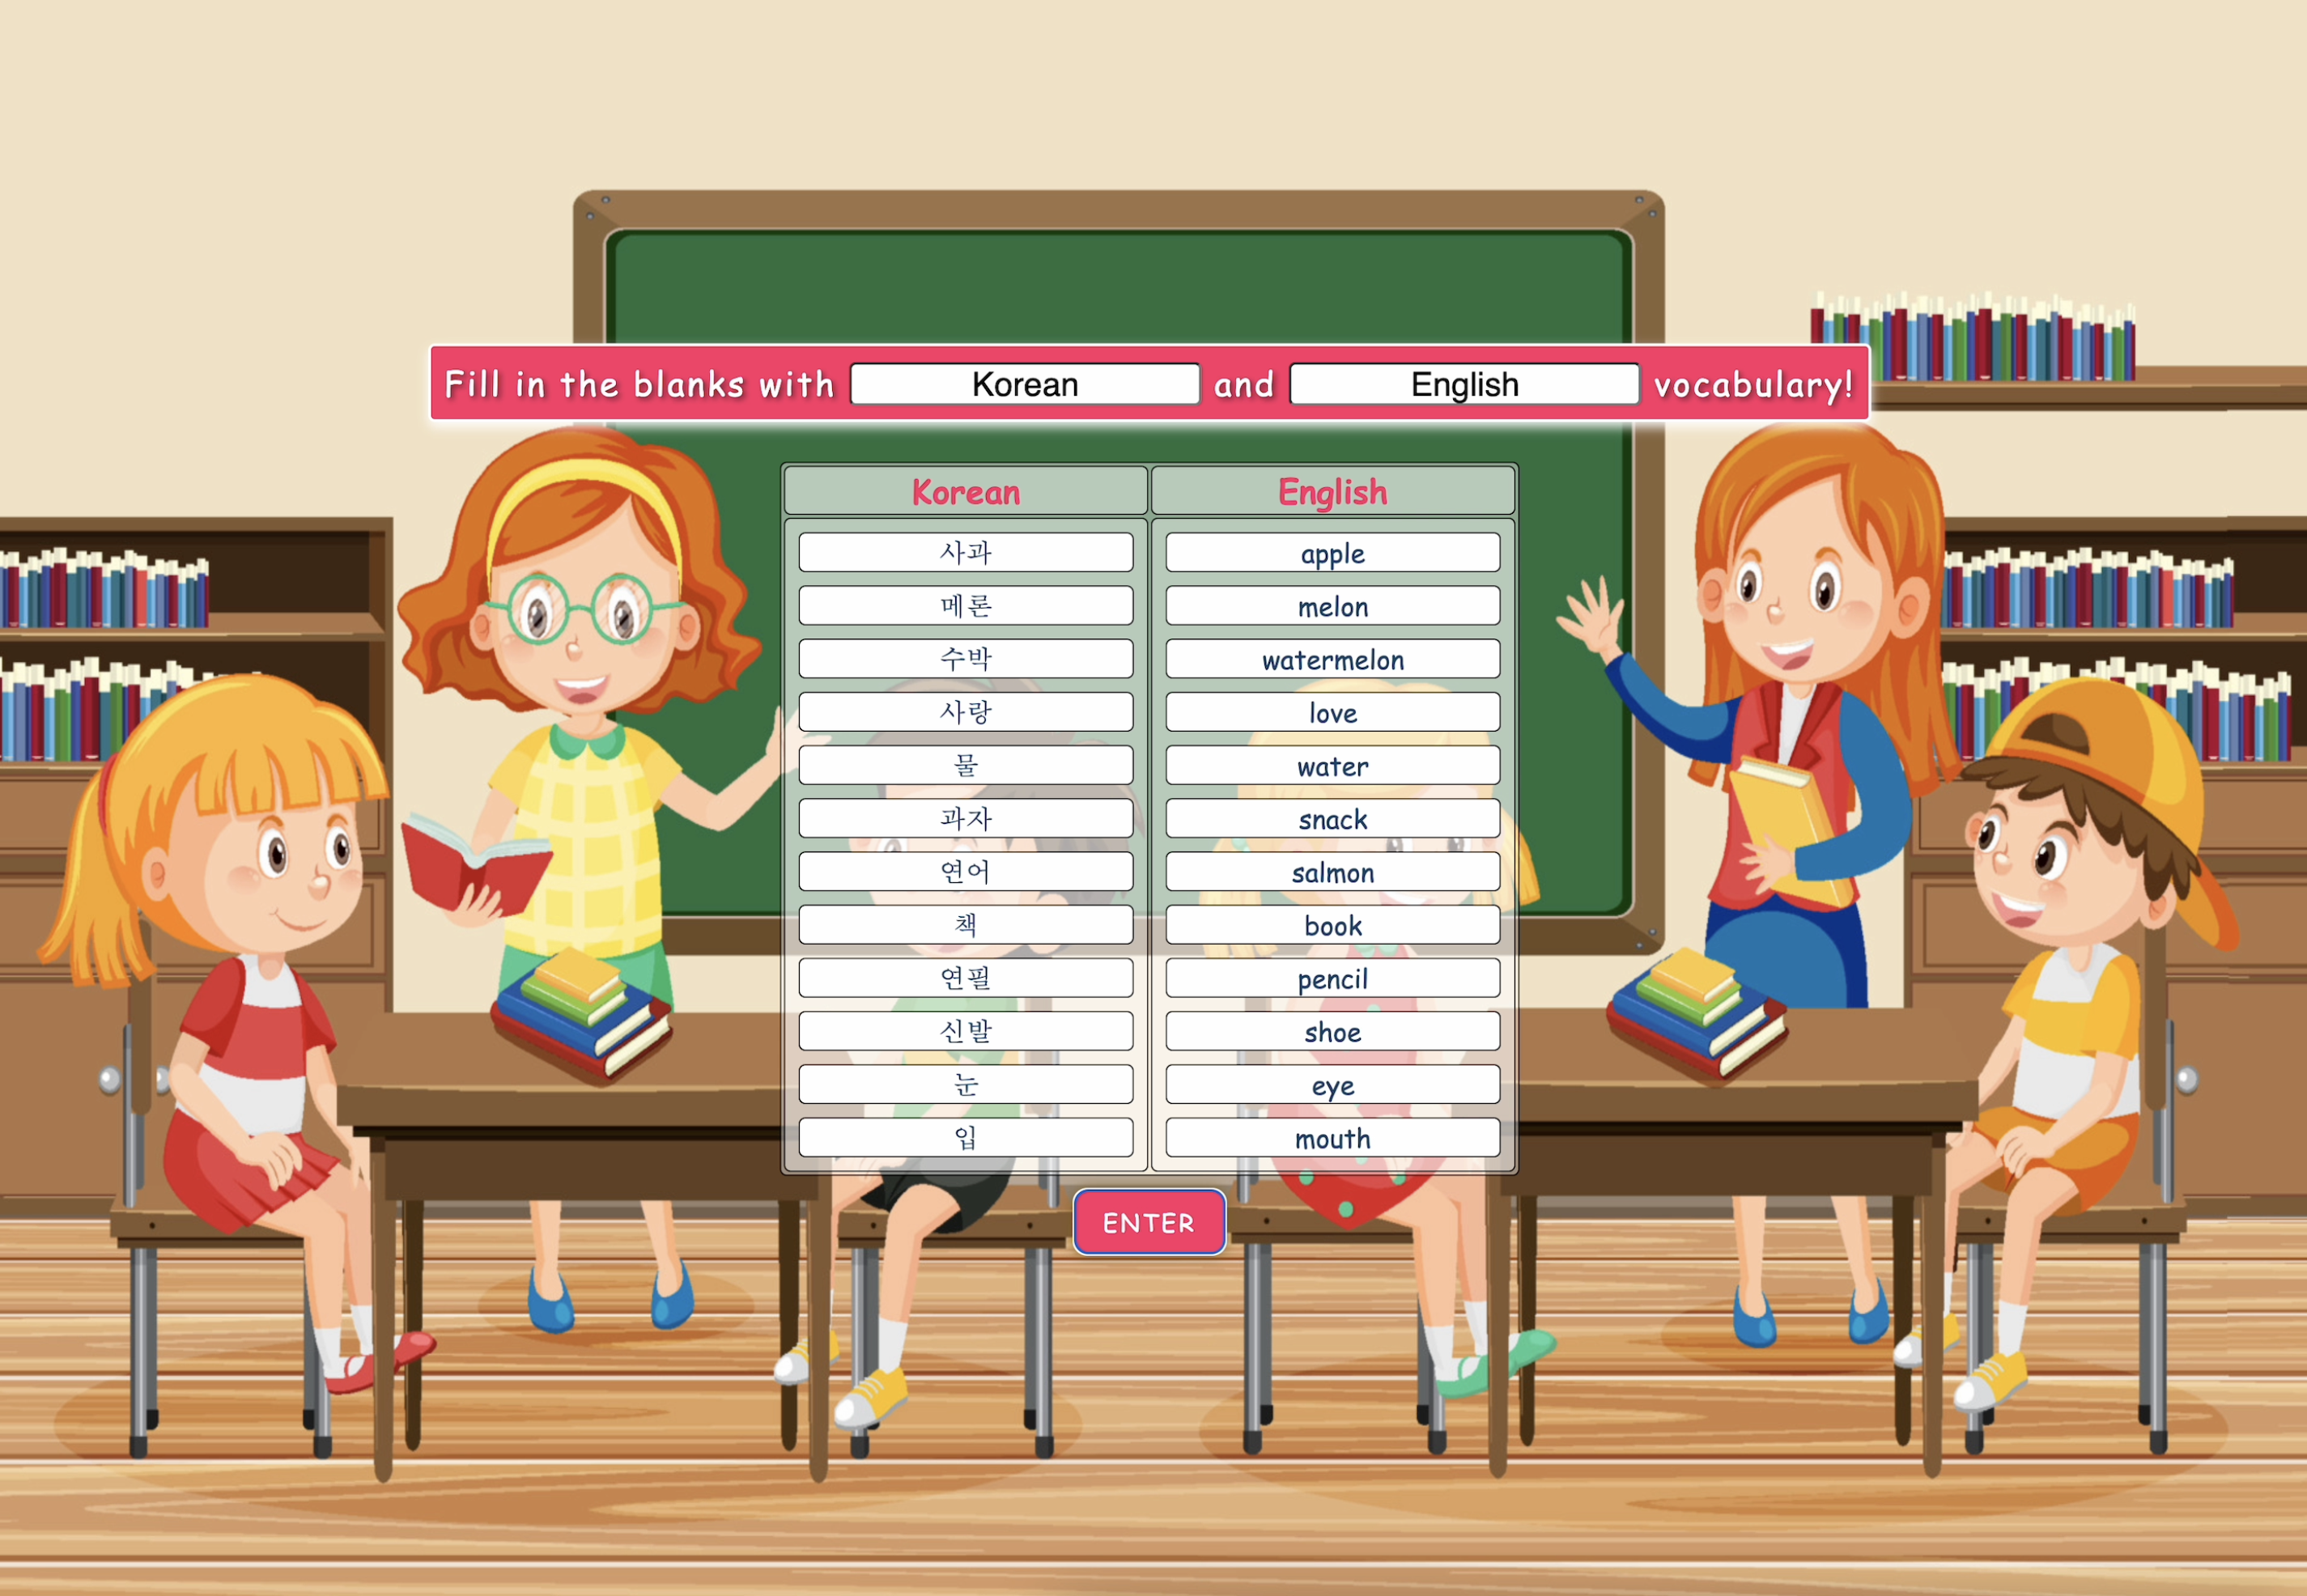 Fill in the blanks with Korean and English vocabulary!
Korean English
사과 apple
메론 melon
수박 watermelon
사랑 love
물 water
과자 snack
연어 salmon
책 book
연필 pencil
신발 shoe
눈 eye
입 mouth
ENTER